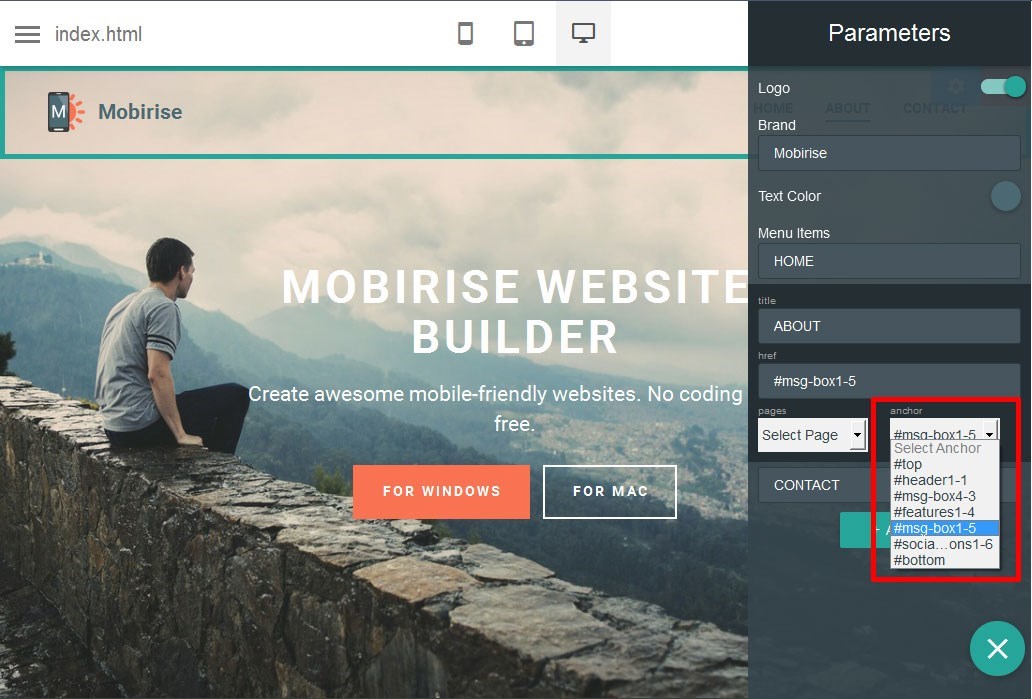 index.html
Parameters
M
Mobirise
Logo
HOME
ABOUT
CONTACT
Brand
Mobirise
Text Color
Menu Items
HOME
MOBIRISE WEBSITE
BUILDER
Create awesome mobile-friendly websites. No coding
free.
FOR WINDOWS
FOR MAC
title
ABOUT
href
#msg-box1-5
pages
Select Page
anchor
#msg-box1-5
Select Anchor
#top
#header1-1
#msg-box4-3
#features1-4
#msg-box1-5
#socia...ons1-6
#bottom
CONTACT